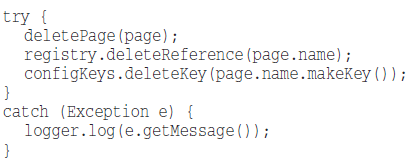 try {
  deletePage(page);
  registry.deleteReference(page.name);
  configKeys.deleteKey(page.name.makeKey());
}
catch (Exception e) {
  logger.log(e.getMessage());
}